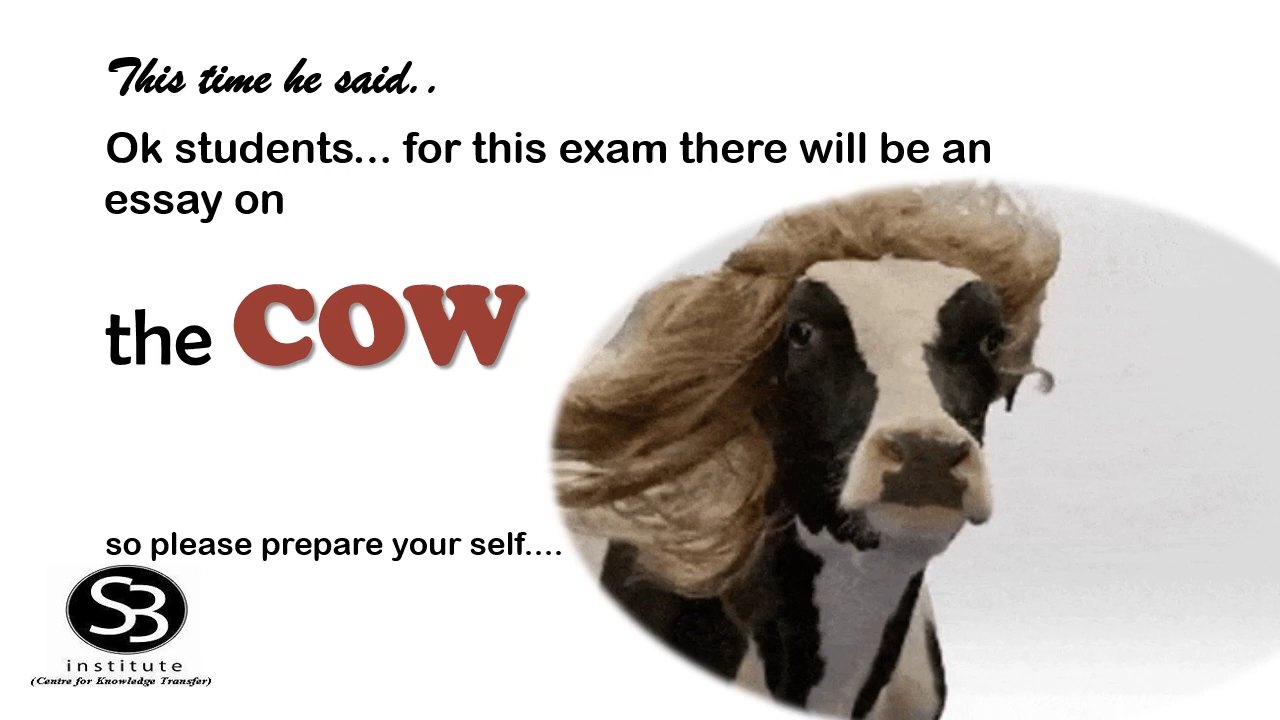 This time he said..
Ok students... for this exam there will be an
essay on
the COW
so please prepare your self....
SB
institute
(Centre for Knowledge Transfer)